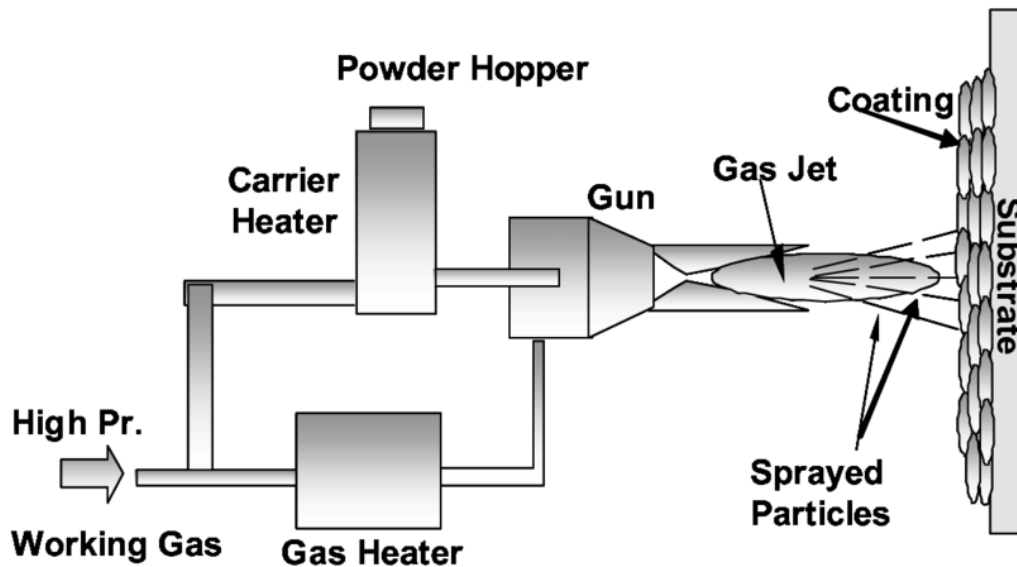 Powder Hopper
Carrier
Heater
Gun
Gas Jet
Coating
Substrate
High Pr.
Working Gas
Gas Heater
Sprayed
Particles